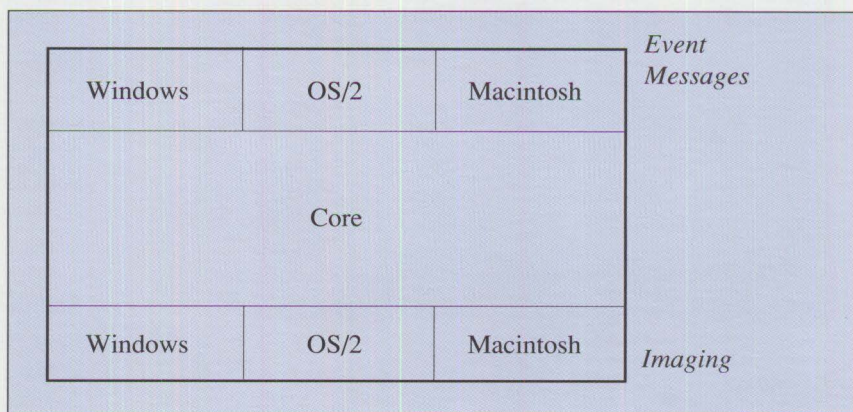 Event
Messages
Windows OS/2 Macintosh
Core
Windows OS/2 Macintosh
Imaging